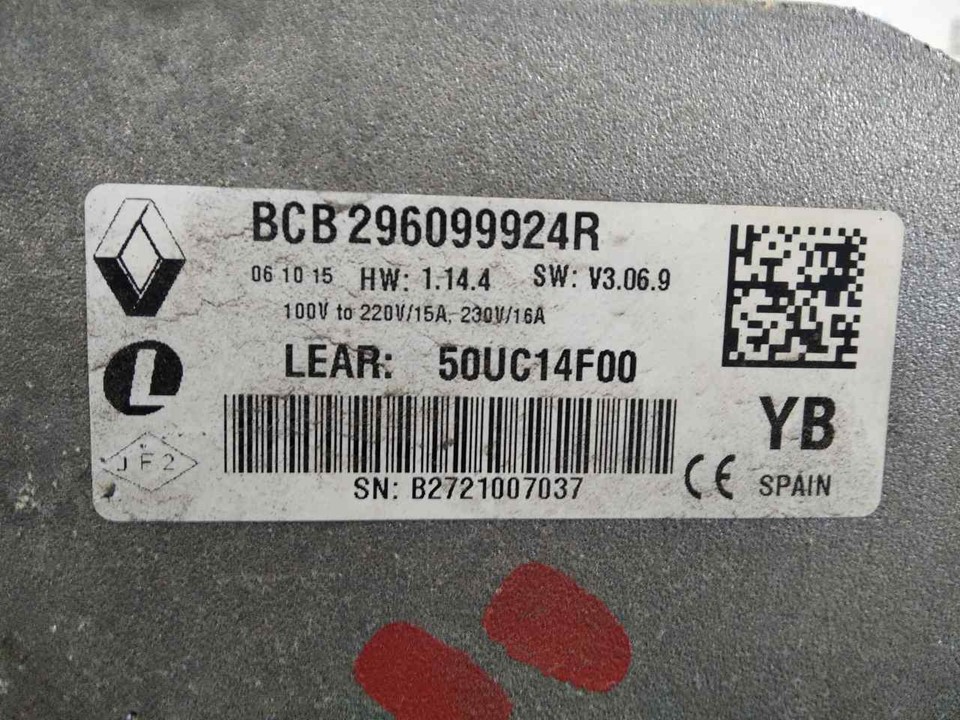 BCB 296099924R
06 10 15 HW: 1.14.4 SW: V3.06.9
100V to 220V/15A, 230V/16A
LEAR: 50UC14F00
L
YB
JF2
SN: B2721007037
CE SPAIN